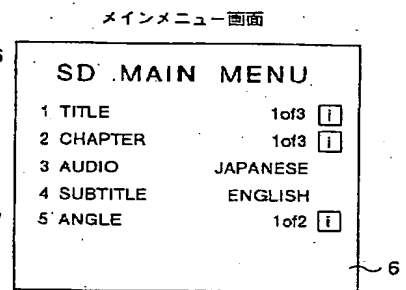 メインメニュー画面
SD MAIN MENU
1 TITLE 1of3 i
2 CHAPTER 1of3 i
3 AUDIO JAPANESE
4 SUBTITLE ENGLISH
5 ANGLE 1of2 i
6